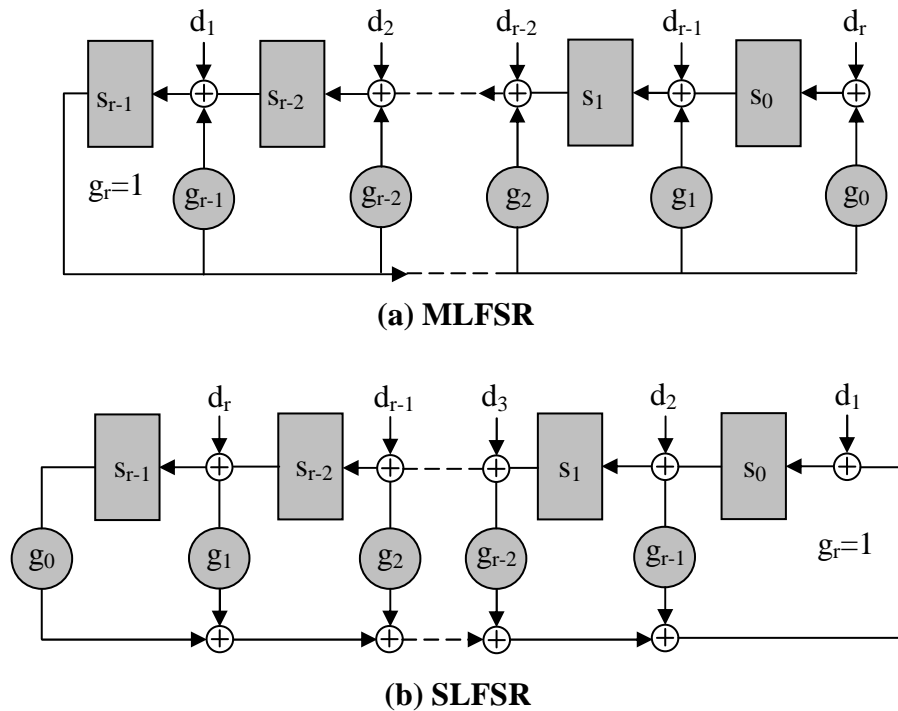 d₁ d₂ dᵣ₋₂ dᵣ₋₁ dᵣ
sᵣ₋₁ sᵣ₋₂ s₁ s₀
gᵣ=1 gᵣ₋₁ gᵣ₋₂ g₂ g₁ g₀
(a) MLFSR
dᵣ dᵣ₋₁ d₃ d₂ d₁
sᵣ₋₁ sᵣ₋₂ s₁ s₀
g₀ g₁ g₂ gᵣ₋₂ gᵣ₋₁ gᵣ=1
(b) SLFSR